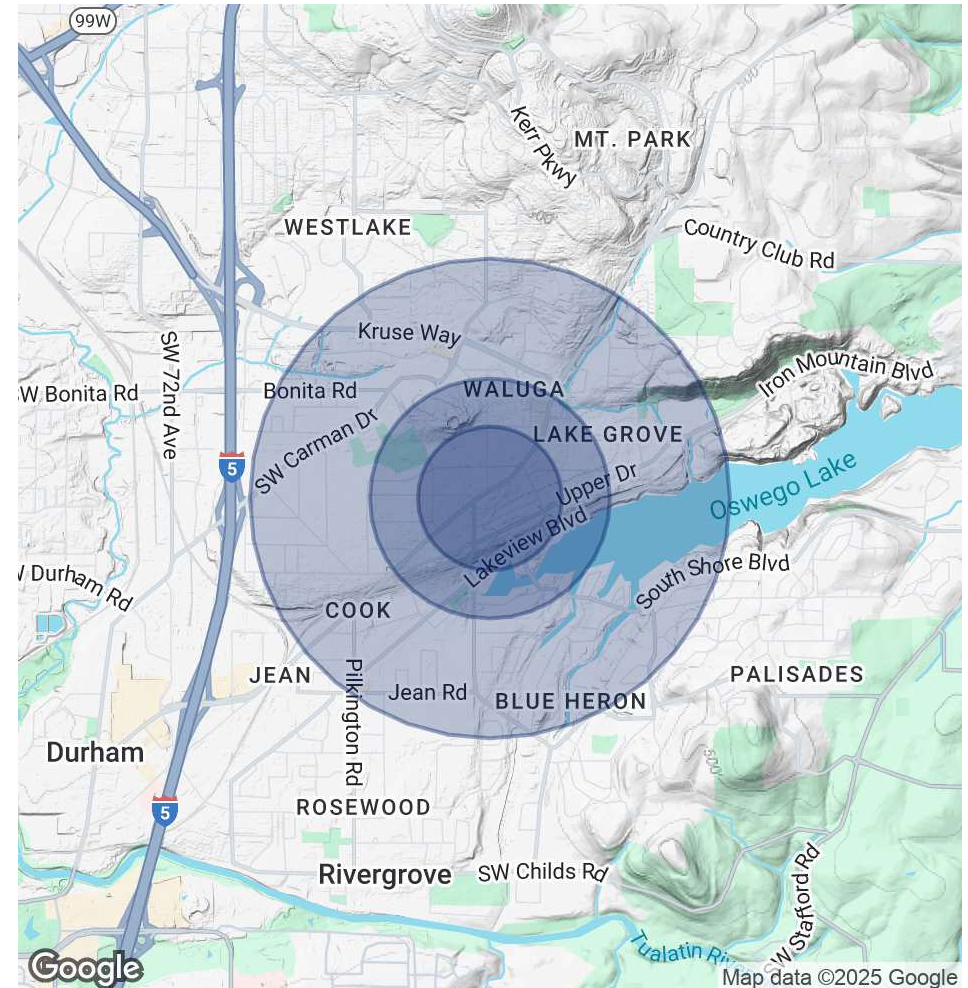 99W
Kerr Pkwy
MT. PARK
WESTLAKE
Country Club Rd
Kruse Way
SW 72nd Ave
W Bonita Rd
Bonita Rd
WALUGA
Iron Mountain Blvd
SW Carman Dr
LAKE GROVE
5
Upper Dr
Oswego Lake
Lakeview Blvd
Durham Rd
South Shore Blvd
COOK
JEAN
Pilkington Rd
Jean Rd
BLUE HERON
PALISADES
Durham
500
5
ROSEWOOD
Rivergrove
SW Childs Rd
SW Stafford Rd
Tualatin Riv
Google
Map data ©2025 Google